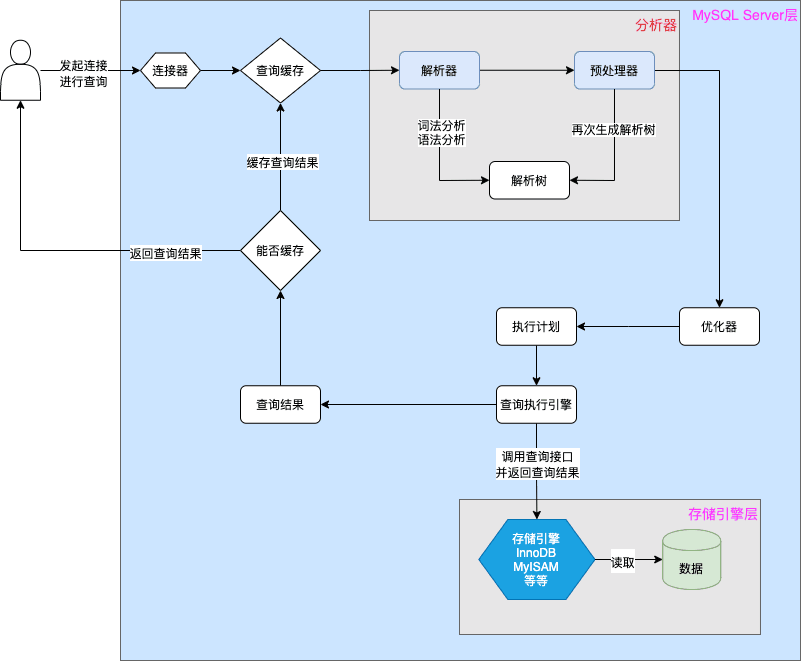 MySQL Server层
分析器
发起连接
进行查询
连接器
查询缓存
解析器
预处理器
词法分析
语法分析
再次生成解析树
缓存查询结果
解析树
返回查询结果
能否缓存
执行计划
优化器
查询结果
查询执行引擎
调用查询接口
并返回查询结果
存储引擎层
存储引擎
InnoDB
MyISAM
等等
读取
数据